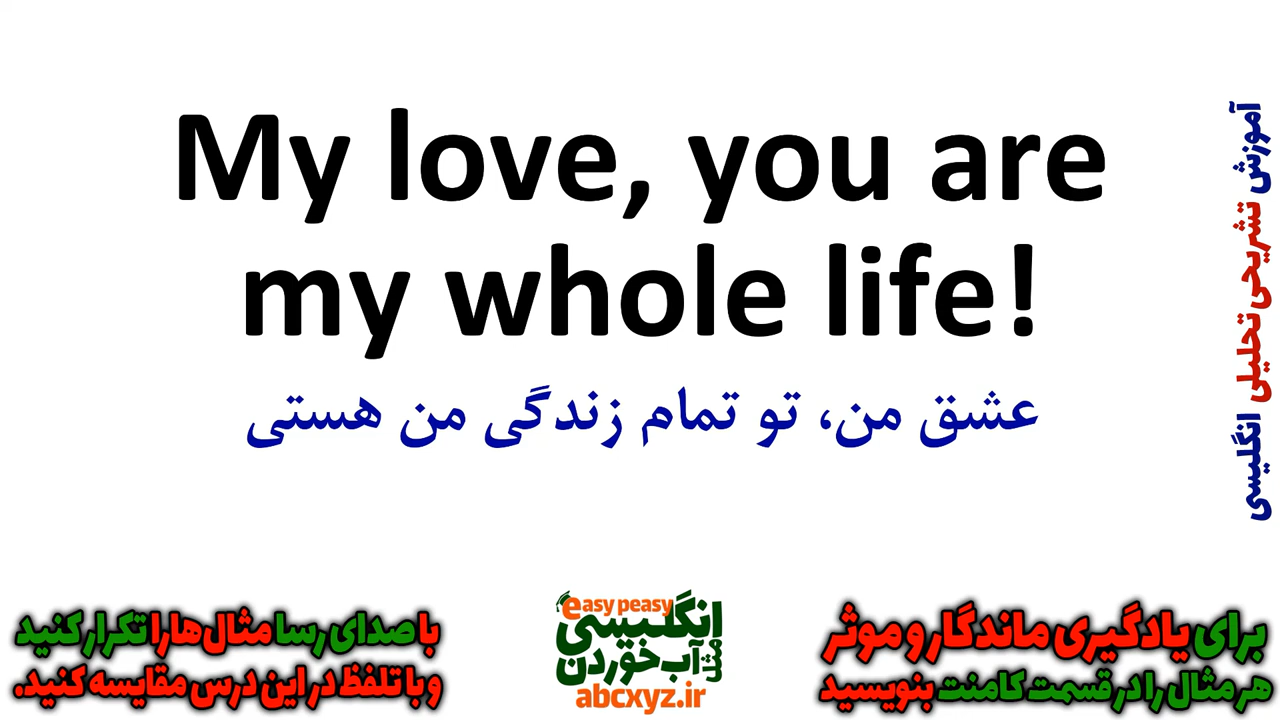 My love, you are
my whole life!
عشق من، تو تمام زندگی من هستی
آموزش تشریحی تحلیلی انگلیسی
برای یادگیری ماندگار و موثر
هر مثال را در قسمت کامنت بنویسید
easy peasy
انگلیسی
مثل
آب خوردن
abcxyz.ir
با صدای رسا مثال‌ها را تکرار کنید
و با تلفظ در این درس مقایسه کنید.